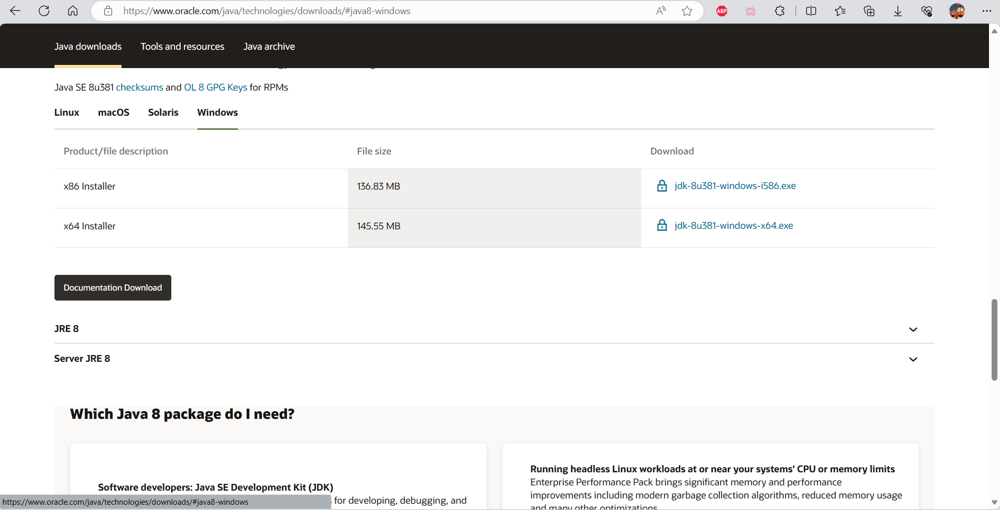 https://www.oracle.com/java/technologies/downloads/#java8-windows
ABP
Java downloads Tools and resources Java archive
Java SE 8u381 checksums and OL 8 GPG Keys for RPMs
Linux macOS Solaris Windows
Product/file description File size Download
x86 Installer 136.83 MB jdk-8u381-windows-i586.exe
x64 Installer 145.55 MB jdk-8u381-windows-x64.exe
Documentation Download
JRE 8
Server JRE 8
Which Java 8 package do I need?
Software developers: Java SE Development Kit (JDK)
for developing, debugging, and
Running headless Linux workloads at or near your systems' CPU or memory limits
Enterprise Performance Pack brings significant memory and performance
improvements including modern garbage collection algorithms, reduced memory usage
and many other optimizations
https://www.oracle.com/java/technologies/downloads/#java8-windows